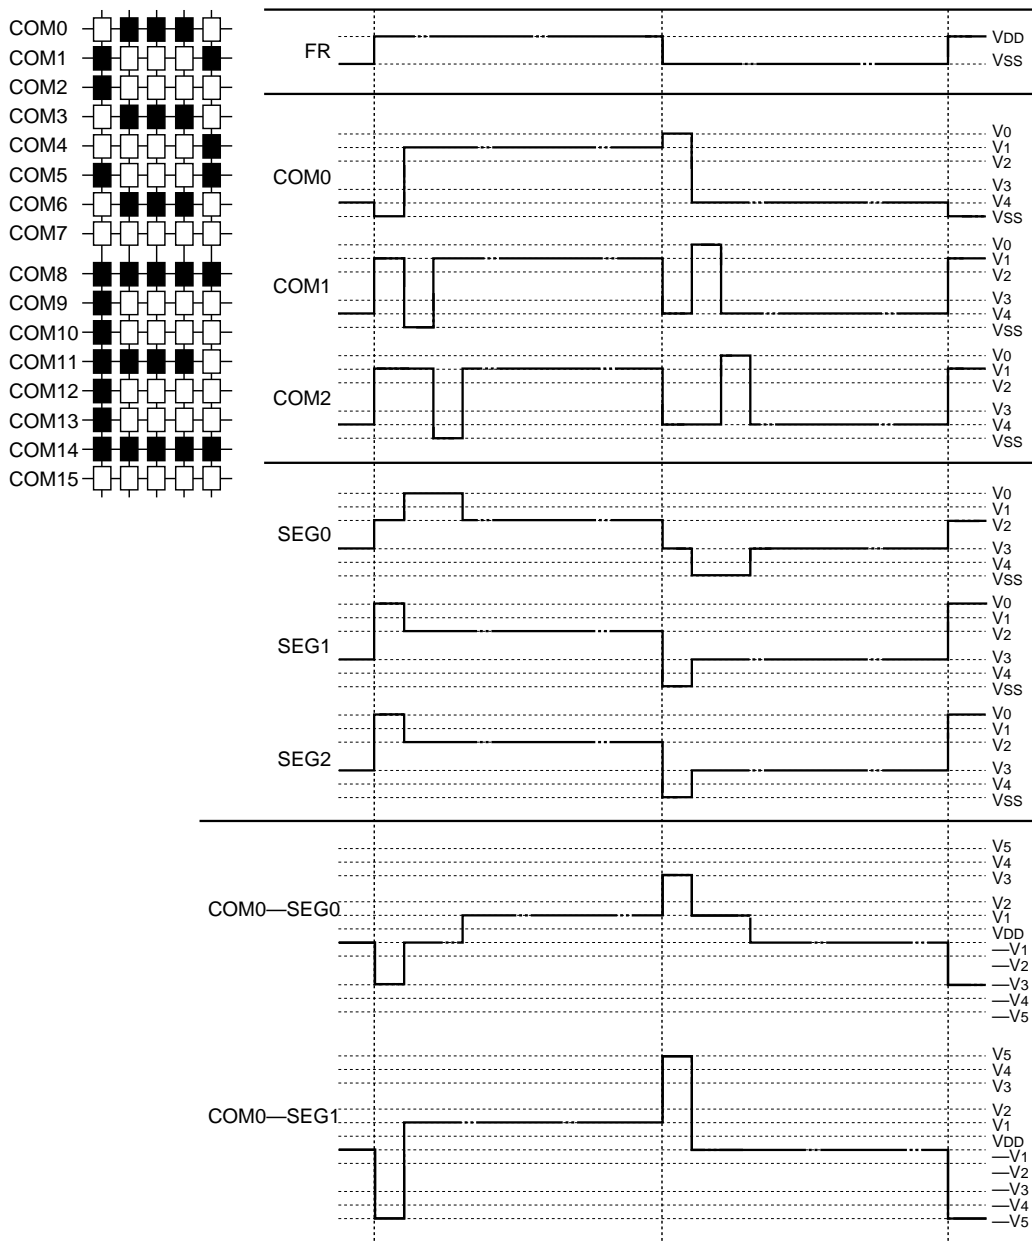 COM0
COM1
COM2
COM3
COM4
COM5
COM6
COM7
COM8
COM9
COM10
COM11
COM12
COM13
COM14
COM15
FR
VDD
VSS
COM0
V0
V1
V2
V3
V4
VSS
COM1
V0
V1
V2
V3
V4
VSS
COM2
V0
V1
V2
V3
V4
VSS
SEG0
V0
V1
V2
V3
V4
VSS
SEG1
V0
V1
V2
V3
V4
VSS
SEG2
V0
V1
V2
V3
V4
VSS
COM0—SEG0
V5
V4
V3
V2
V1
VDD
—V1
—V2
—V3
—V4
—V5
COM0—SEG1
V5
V4
V3
V2
V1
VDD
—V1
—V2
—V3
—V4
—V5